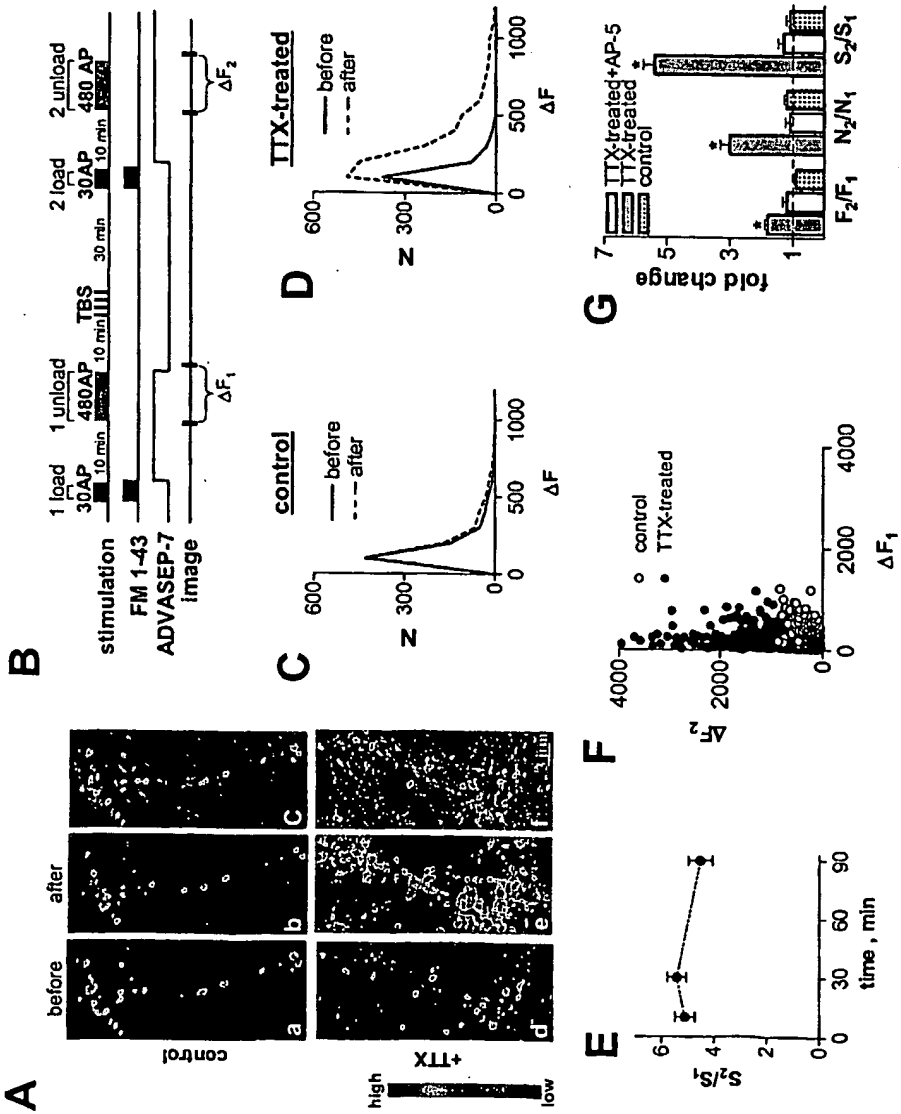 A
before
after
control
+TTX
a
b
c
d
e
f
high
low
B
1 load
1 unload
2 load
2 unload
30AP
10 min
480AP
10 min
TBS
30 min
30AP
10 min
480 AP
stimulation
FM 1-43
ADVASEP-7
image
ΔF1
ΔF2
C
control
before
after
600
300
0
N
0
500
1000
ΔF
D
TTX-treated
before
after
600
300
0
N
0
500
1000
ΔF
E
S2/S1
6
4
2
0
0
30
60
90
time , min
F
ΔF2
4000
2000
0
control
TTX-treated
0
2000
4000
ΔF1
G
fold change
7
5
3
1
TTX-treated+AP-5
TTX-treated
control
*
*
*
F2/F1
N2/N1
S2/S1